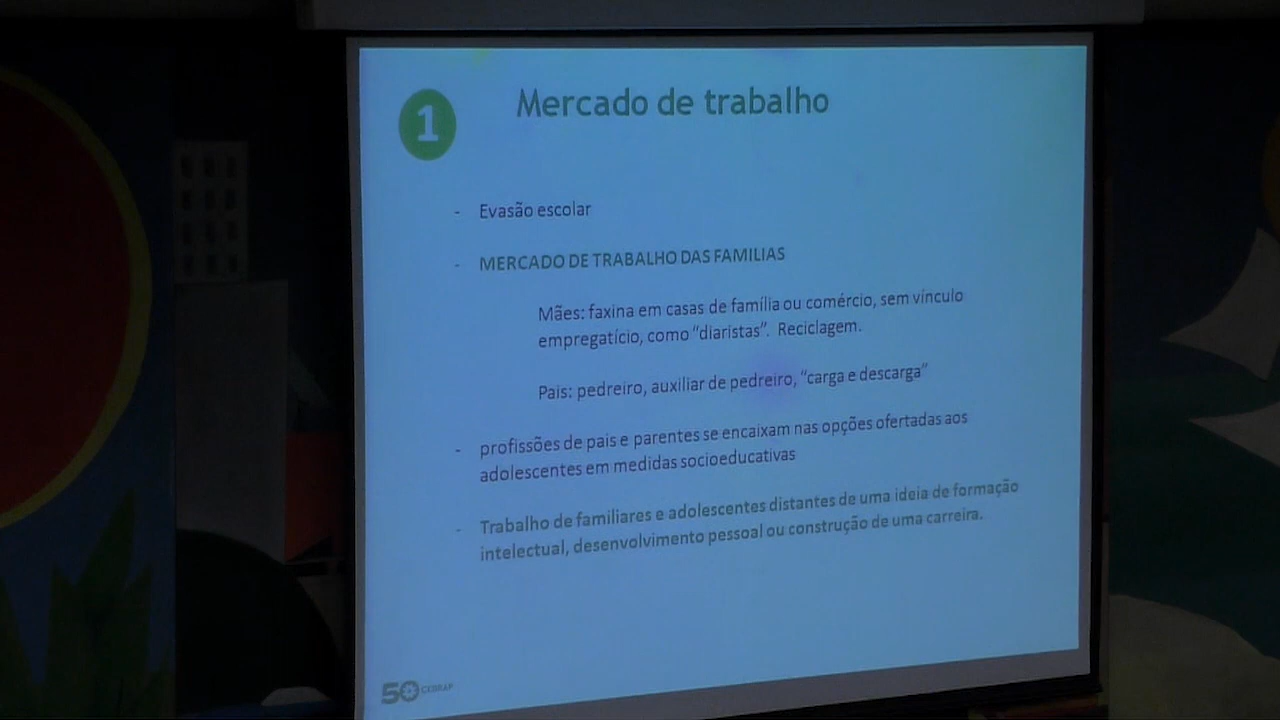 1
Mercado de trabalho
- Evasão escolar
- MERCADO DE TRABALHO DAS FAMILIAS
Mães: faxina em casas de família ou comércio, sem vínculo
empregatício, como “diaristas”. Reciclagem.
Pais: pedreiro, auxiliar de pedreiro, “carga e descarga”
- profissões de pais e parentes se encaixam nas opções ofertadas aos
adolescentes em medidas socioeducativas
- Trabalho de familiares e adolescentes distantes de uma ideia de formação
intelectual, desenvolvimento pessoal ou construção de uma carreira.
50 CEBRAP